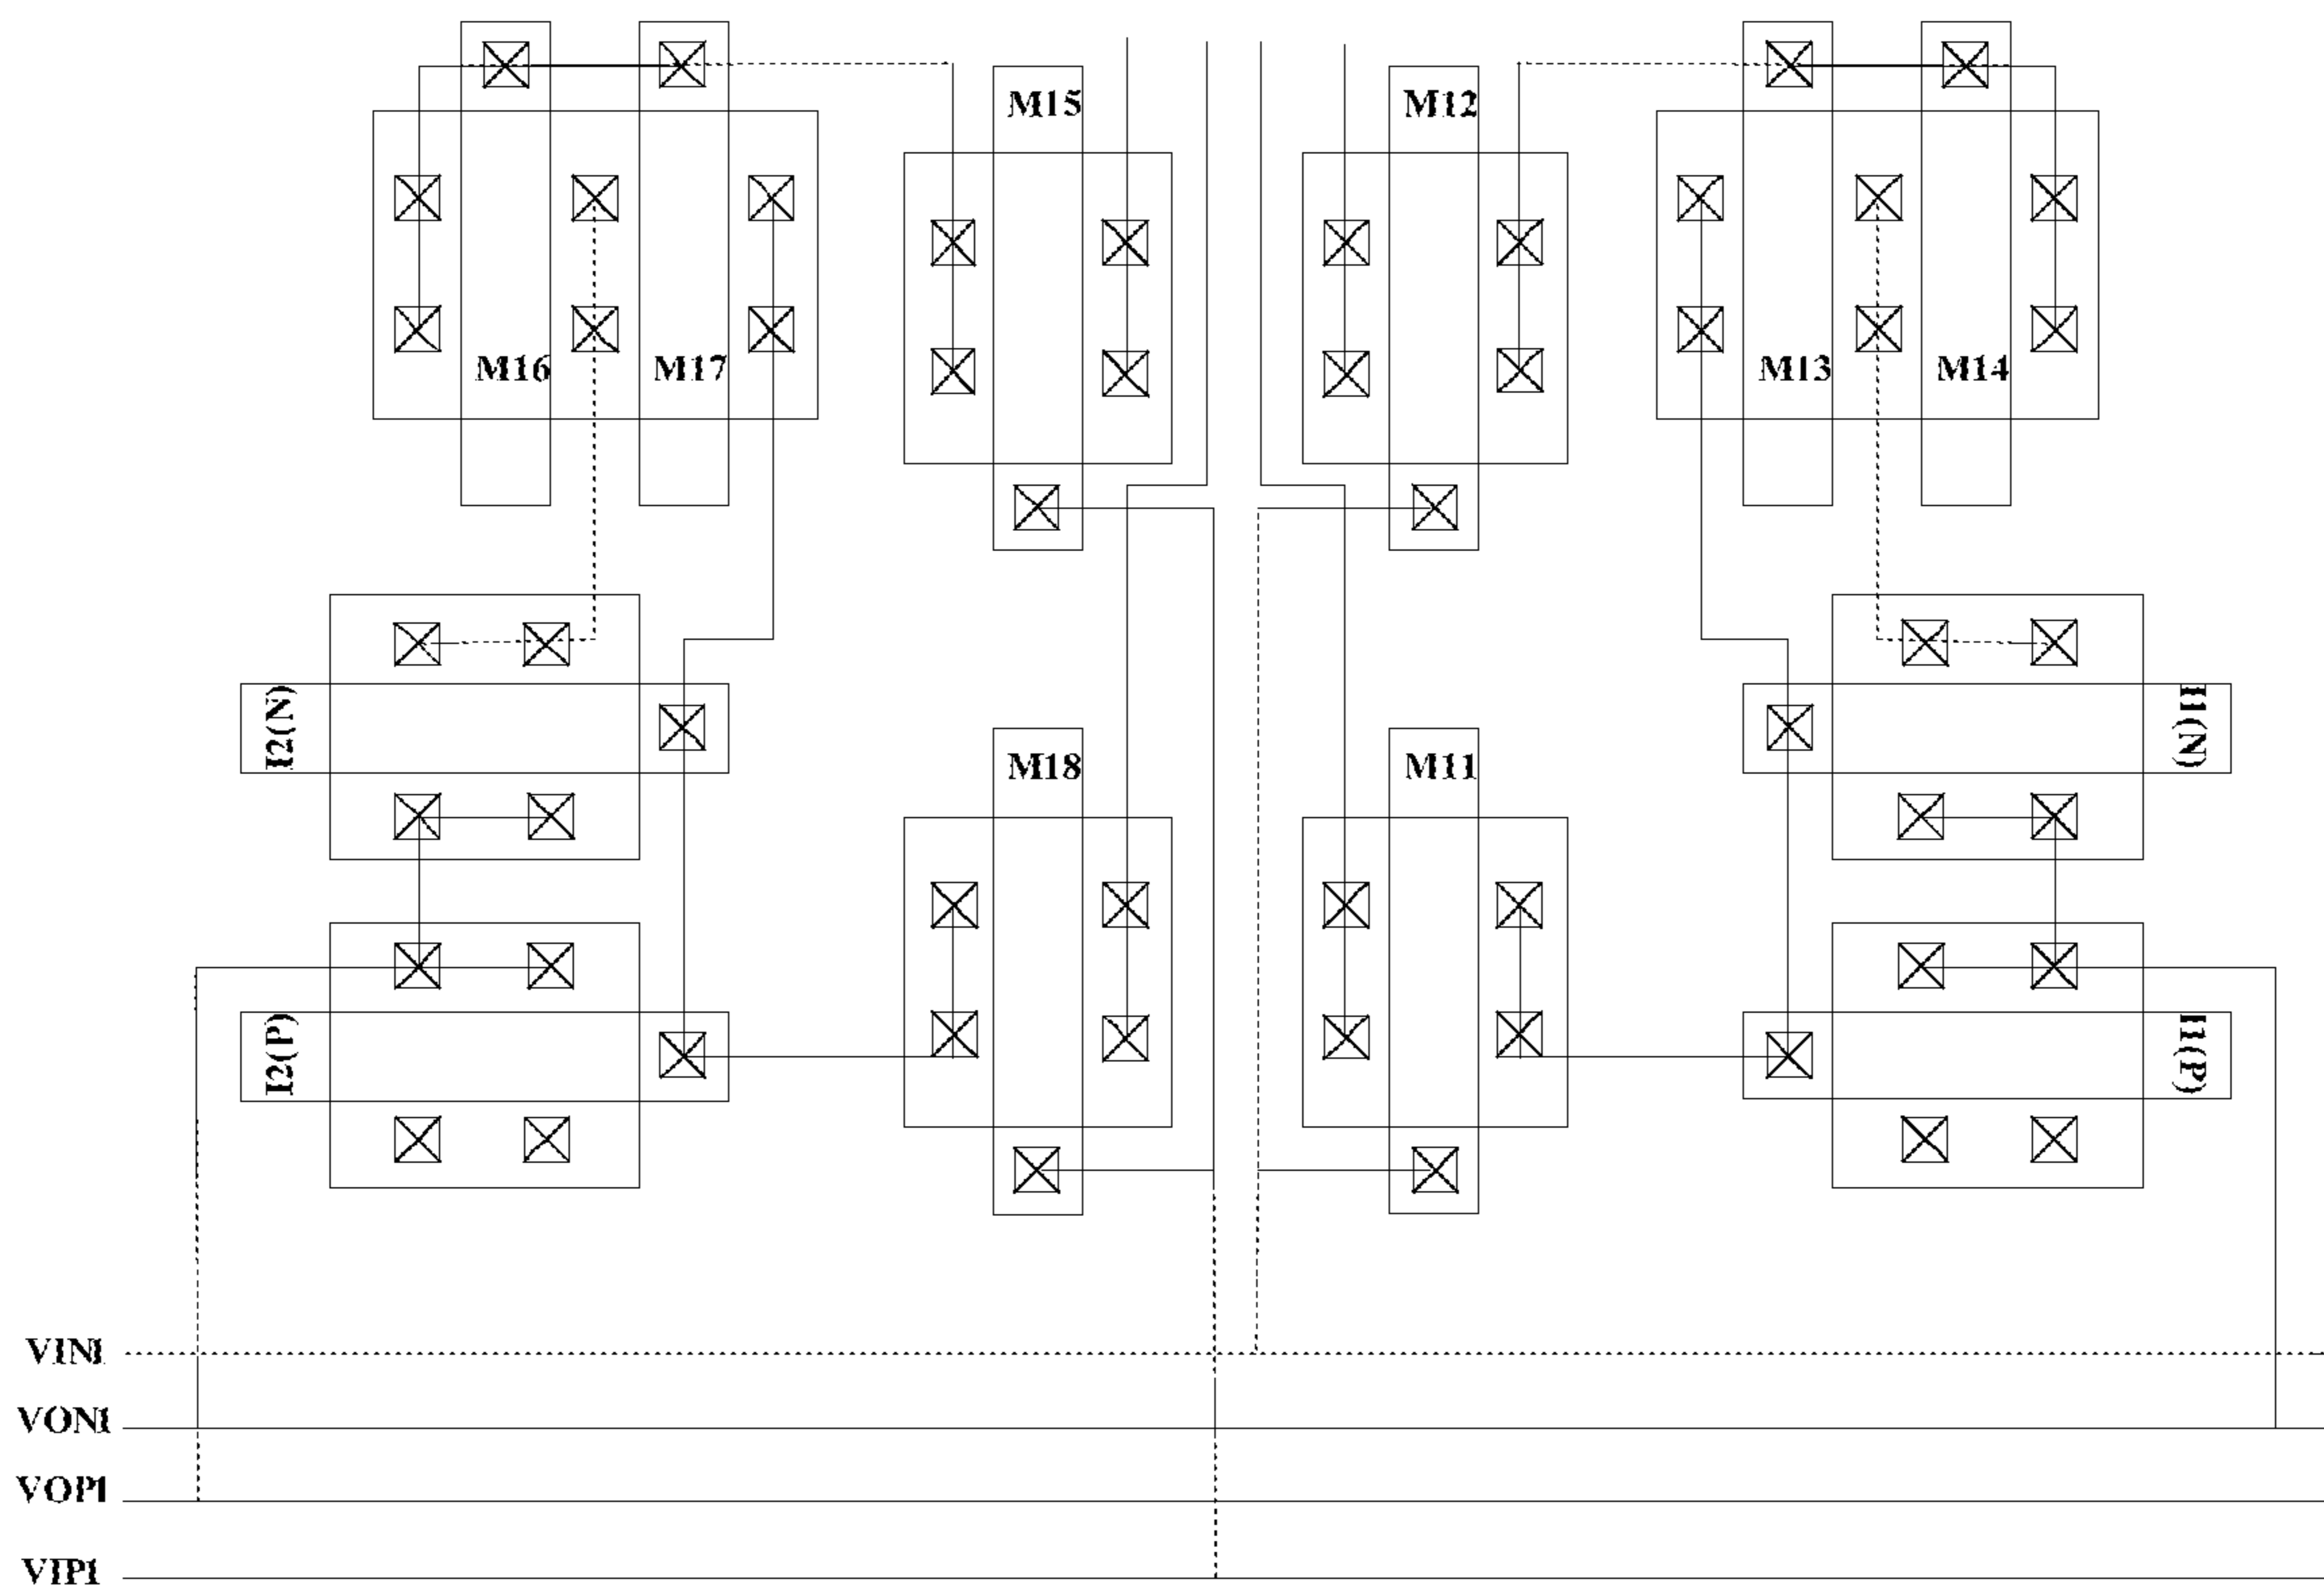 M15
M12
M16
M17
M13
M14
I2(N)
I1(N)
M18
M11
I2(P)
I1(P)
VIN1
VON1
VOP1
VIP1